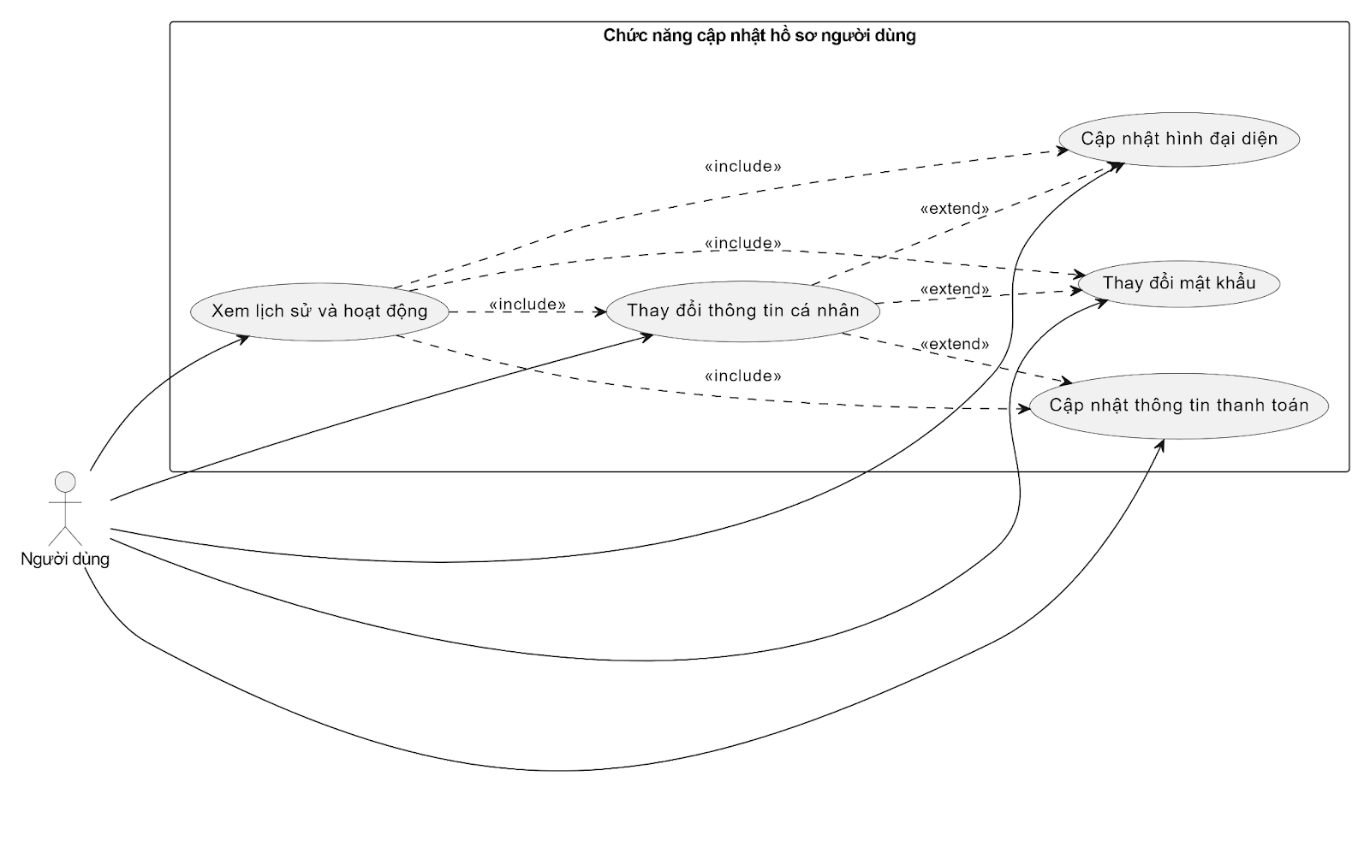 Chức năng cập nhật hồ sơ người dùng
Cập nhật hình đại diện
«include»
«extend»
«include»
Thay đổi mật khẩu
«extend»
«include»
Xem lịch sử và hoạt động
Thay đổi thông tin cá nhân
«extend»
«include»
Cập nhật thông tin thanh toán
Người dùng